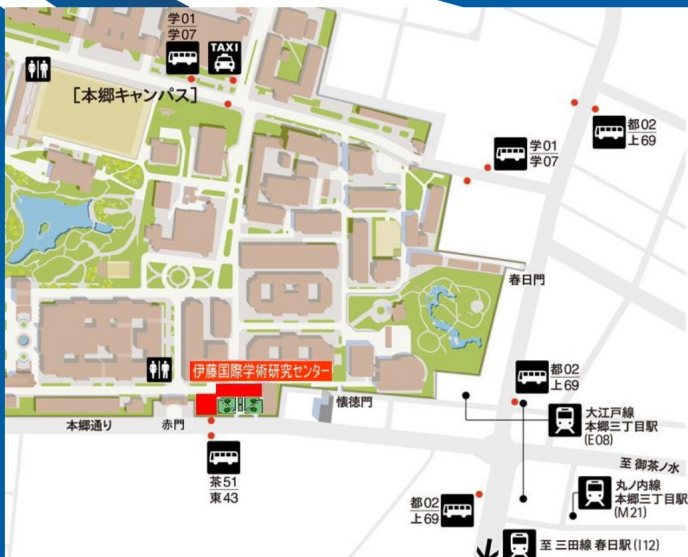 学01
学07
TAXI
[本郷キャンパス]
都02
上69
学01
学07
春日門
伊藤国際学術研究センター
都02
上69
懐徳門
大江戸線
本郷三丁目駅
(E08)
本郷通り
赤門
至 御茶ノ水
茶51
東43
丸ノ内線
本郷三丁目駅
(M21)
都02
上69
至 三田線 春日駅(I12)